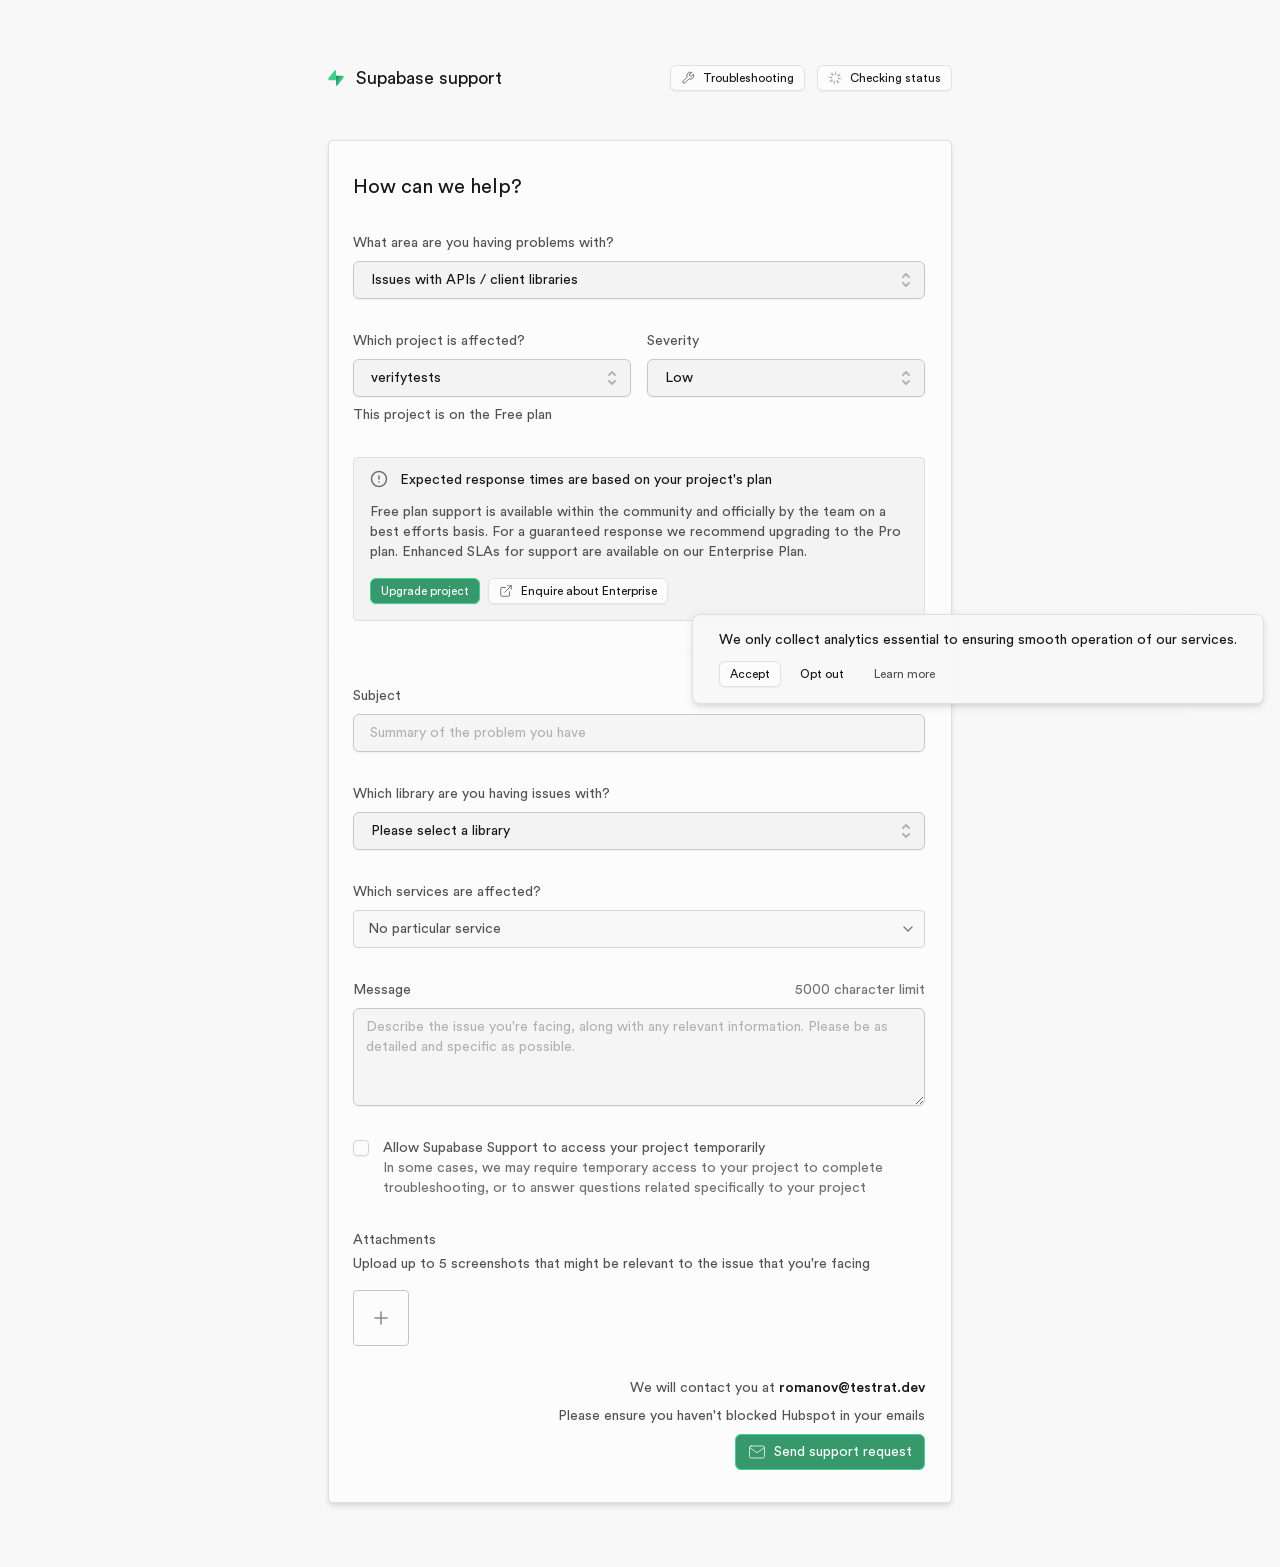 Supabase support
Troubleshooting
Checking status
How can we help?
What area are you having problems with?
Issues with APIs / client libraries
Which project is affected?
Severity
verifytests
Low
This project is on the Free plan
Expected response times are based on your project's plan
Free plan support is available within the community and officially by the team on a
best efforts basis. For a guaranteed response we recommend upgrading to the Pro
plan. Enhanced SLAs for support are available on our Enterprise Plan.
Upgrade project
Enquire about Enterprise
We only collect analytics essential to ensuring smooth operation of our services.
Accept
Opt out
Learn more
Subject
Summary of the problem you have
Which library are you having issues with?
Please select a library
Which services are affected?
No particular service
Message
5000 character limit
Describe the issue you're facing, along with any relevant information. Please be as
detailed and specific as possible.
Allow Supabase Support to access your project temporarily
In some cases, we may require temporary access to your project to complete
troubleshooting, or to answer questions related specifically to your project
Attachments
Upload up to 5 screenshots that might be relevant to the issue that you're facing
We will contact you at romanov@testrat.dev
Please ensure you haven't blocked Hubspot in your emails
Send support request